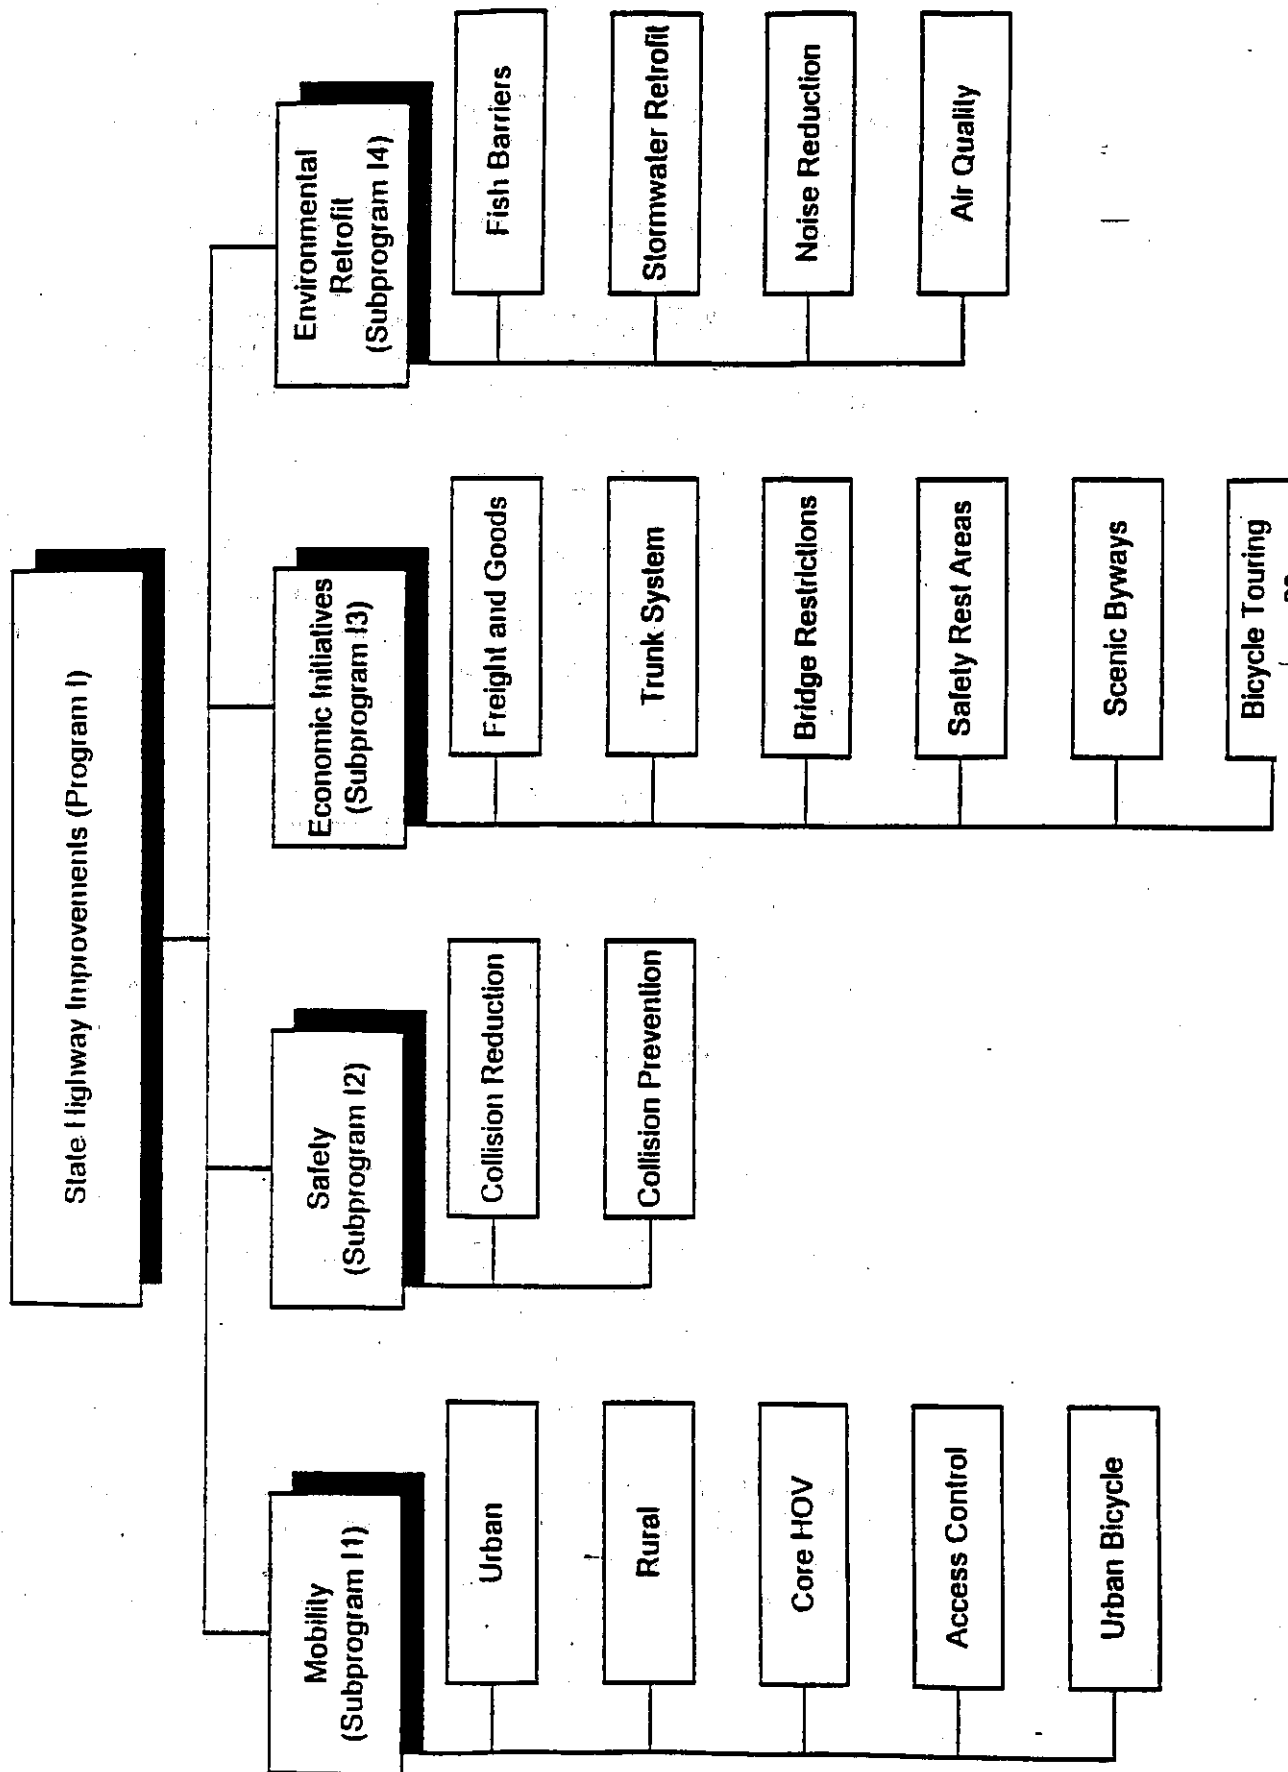 State Highway Improvements (Program I)
Mobility
(Subprogram I1)
Urban
Rural
Core HOV
Access Control
Urban Bicycle
Safety
(Subprogram I2)
Collision Reduction
Collision Prevention
Economic Initiatives
(Subprogram I3)
Freight and Goods
Trunk System
Bridge Restrictions
Safety Rest Areas
Scenic Byways
Bicycle Touring
Environmental
Retrofit
(Subprogram I4)
Fish Barriers
Stormwater Retrofit
Noise Reduction
Air Quality